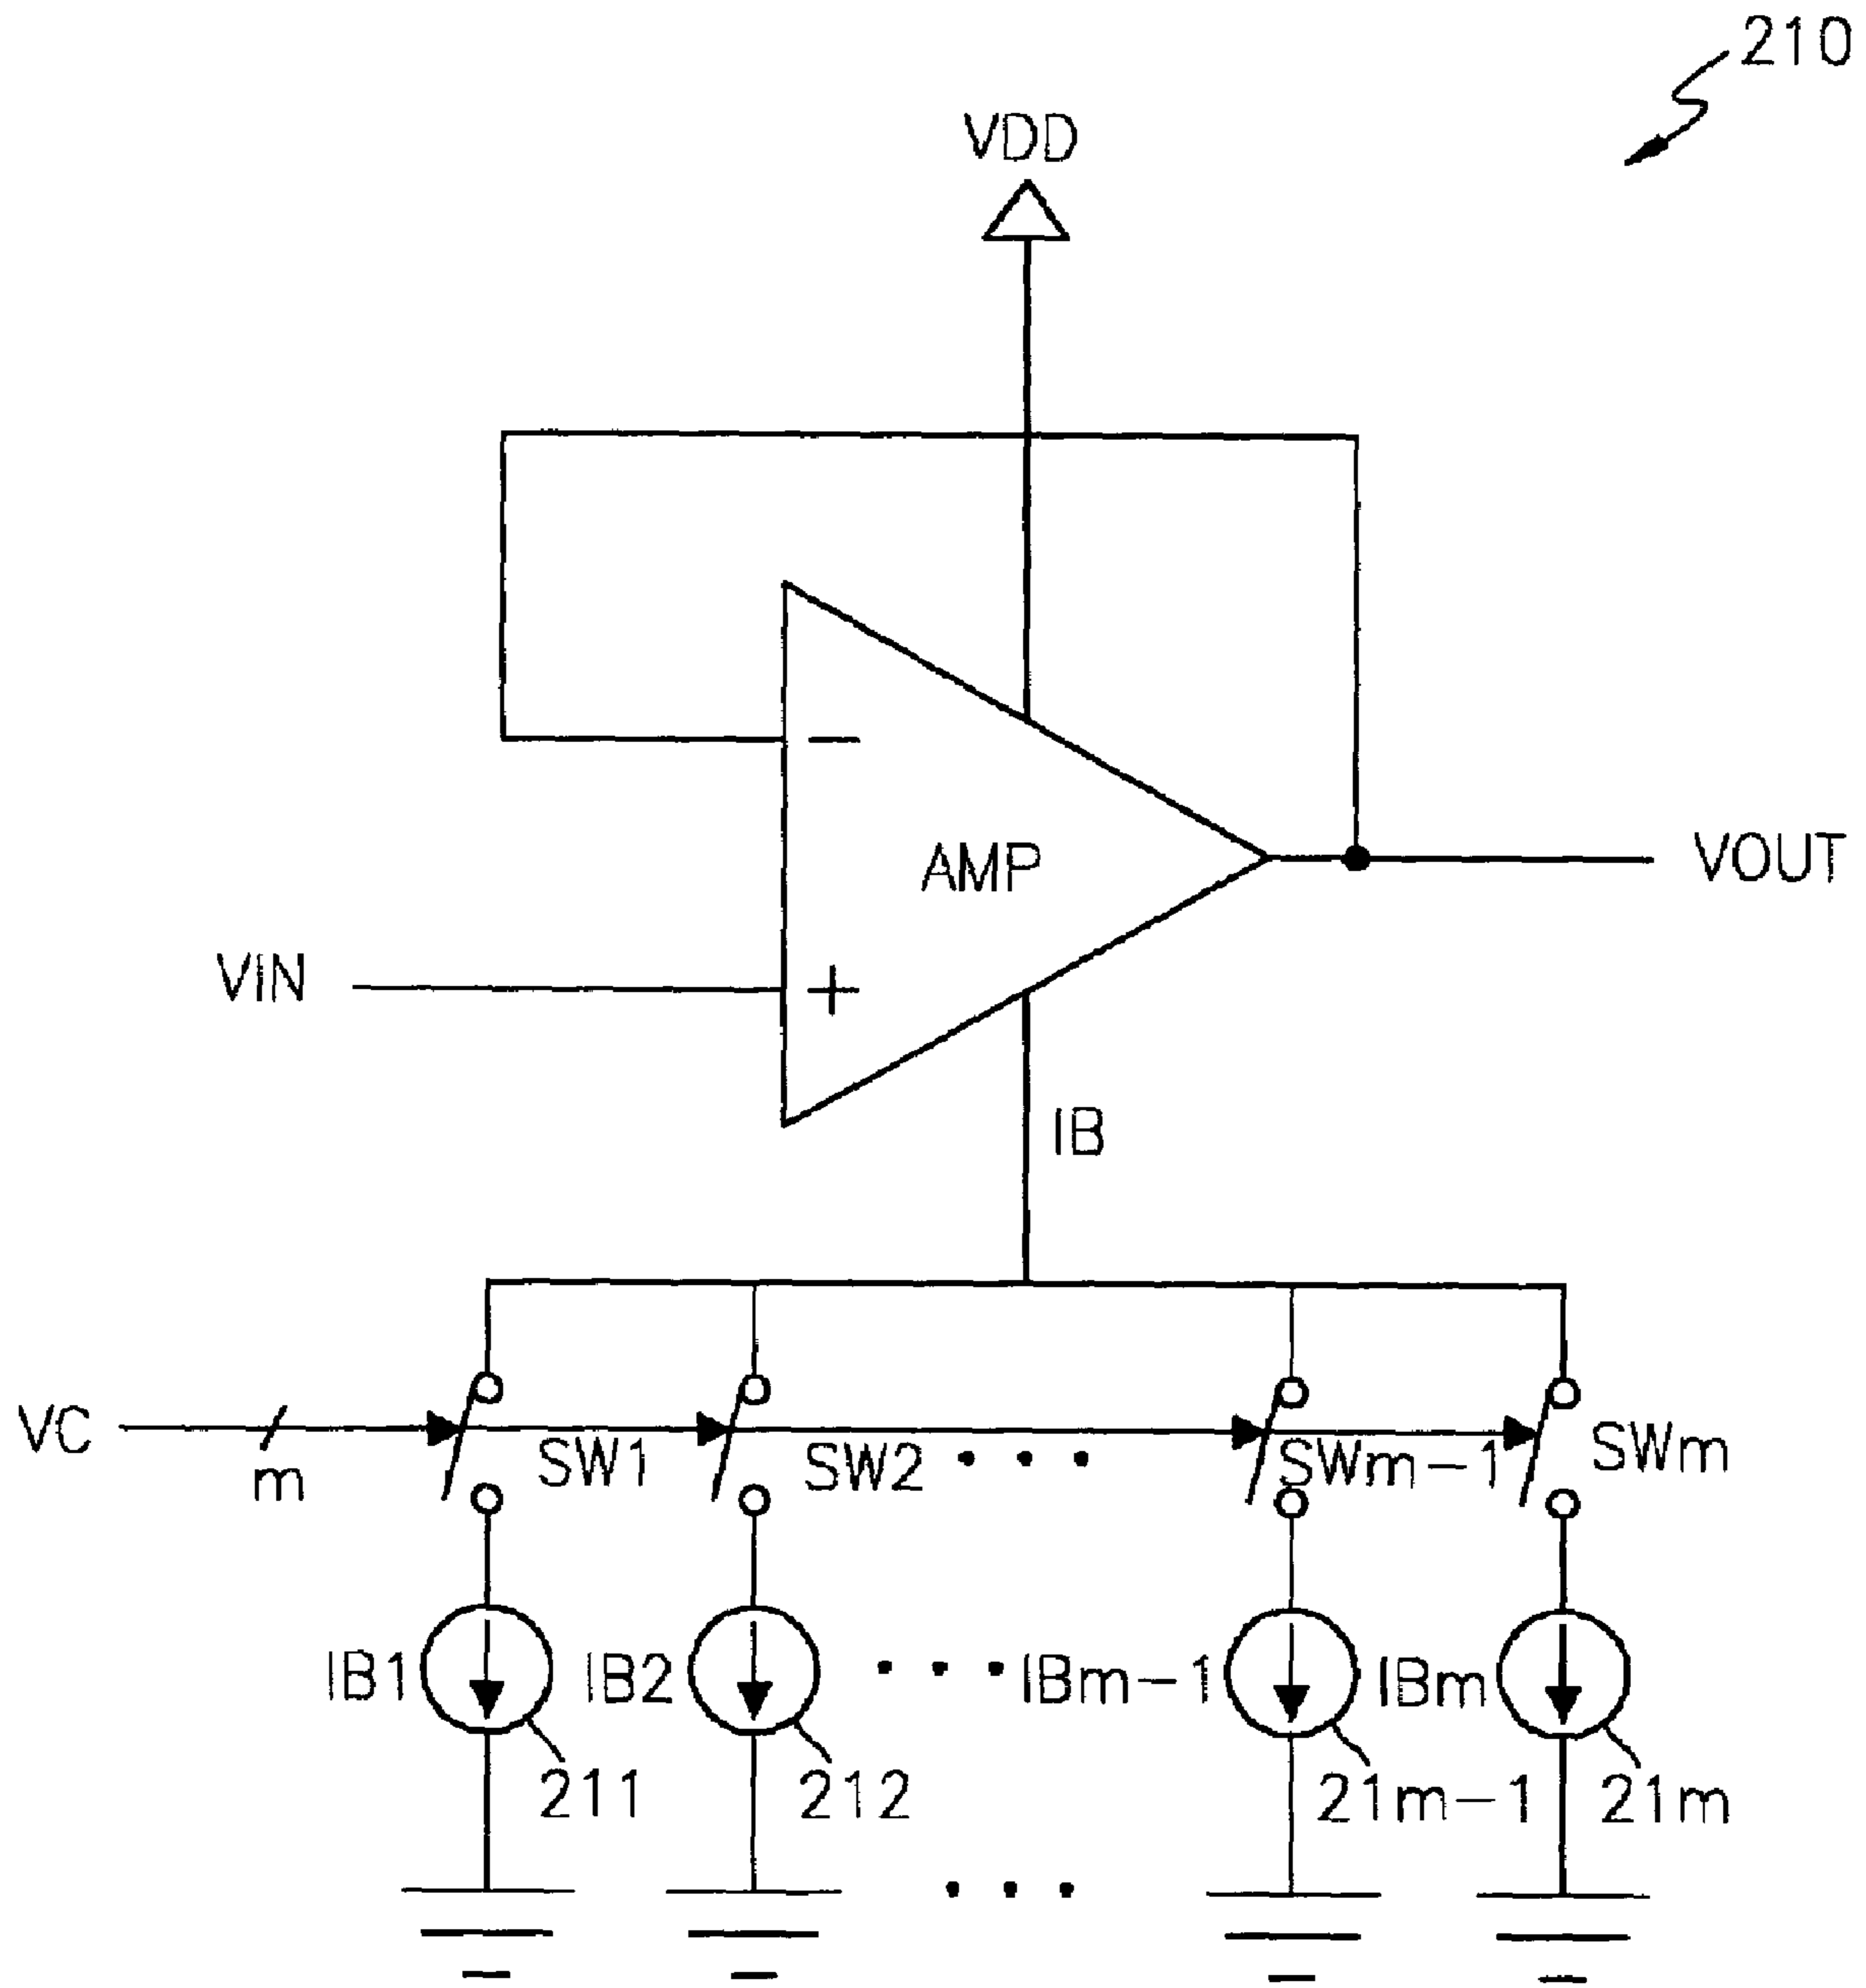 210
VDD
−
AMP
VOUT
VIN
+
IB
VC
m
SW1
SW2 • • •
SWm−1
SWm
IB1
IB2
• • •
IBm−1
IBm
211
212
21m−1
21m
• • •